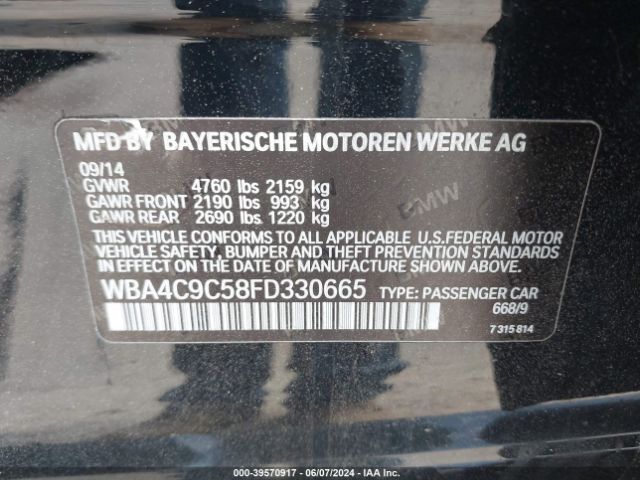 MFD BY BAYERISCHE MOTOREN WERKE AG
09/14
GVWR 4760 lbs 2159 kg
GAWR FRONT 2190 lbs 993 kg
GAWR REAR 2690 lbs 1220 kg
THIS VEHICLE CONFORMS TO ALL APPLICABLE U.S.FEDERAL MOTOR
VEHICLE SAFETY, BUMPER AND THEFT PREVENTION STANDARDS
IN EFFECT ON THE DATE OF MANUFACTURE SHOWN ABOVE.
WBA4C9C58FD330665 TYPE: PASSENGER CAR
668/9
7 315 814
BMW
000-39570917 - 06/07/2024 - IAA Inc.